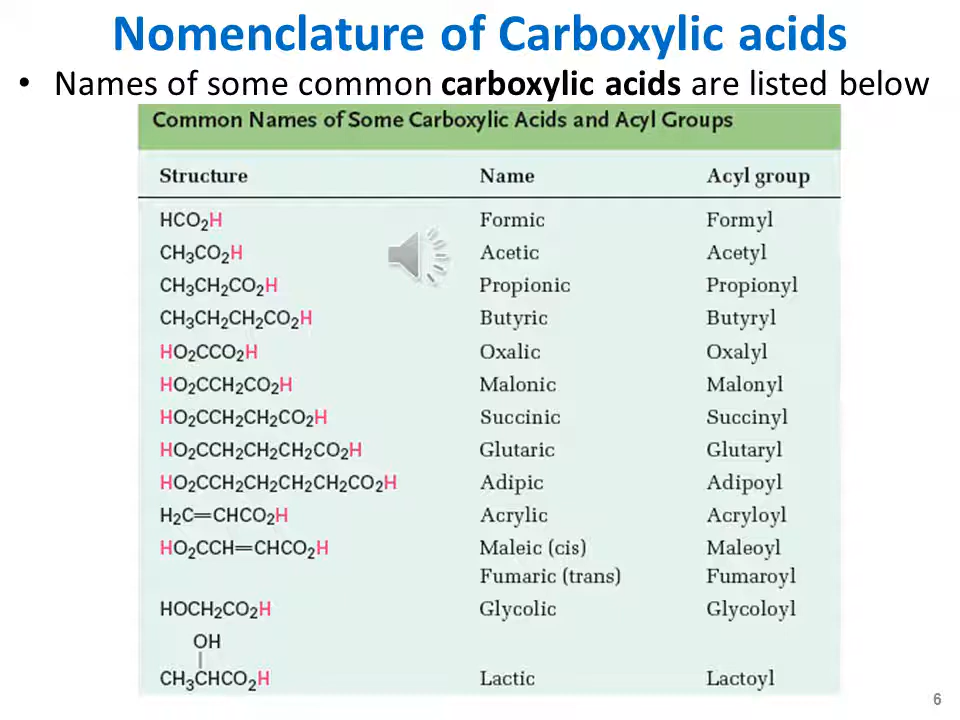 Nomenclature of Carboxylic acids
• Names of some common carboxylic acids are listed below
Common Names of Some Carboxylic Acids and Acyl Groups
Structure Name Acyl group
HCO₂H Formic Formyl
CH₃CO₂H Acetic Acetyl
CH₃CH₂CO₂H Propionic Propionyl
CH₃CH₂CH₂CO₂H Butyric Butyryl
HO₂CCO₂H Oxalic Oxalyl
HO₂CCH₂CO₂H Malonic Malonyl
HO₂CCH₂CH₂CO₂H Succinic Succinyl
HO₂CCH₂CH₂CH₂CO₂H Glutaric Glutaryl
HO₂CCH₂CH₂CH₂CH₂CO₂H Adipic Adipoyl
H₂C=CHCO₂H Acrylic Acryloyl
HO₂CCH=CHCO₂H Maleic (cis) Maleoyl
Fumaric (trans) Fumaroyl
HOCH₂CO₂H Glycolic Glycoloyl
OH
CH₃CHCO₂H Lactic Lactoyl
6